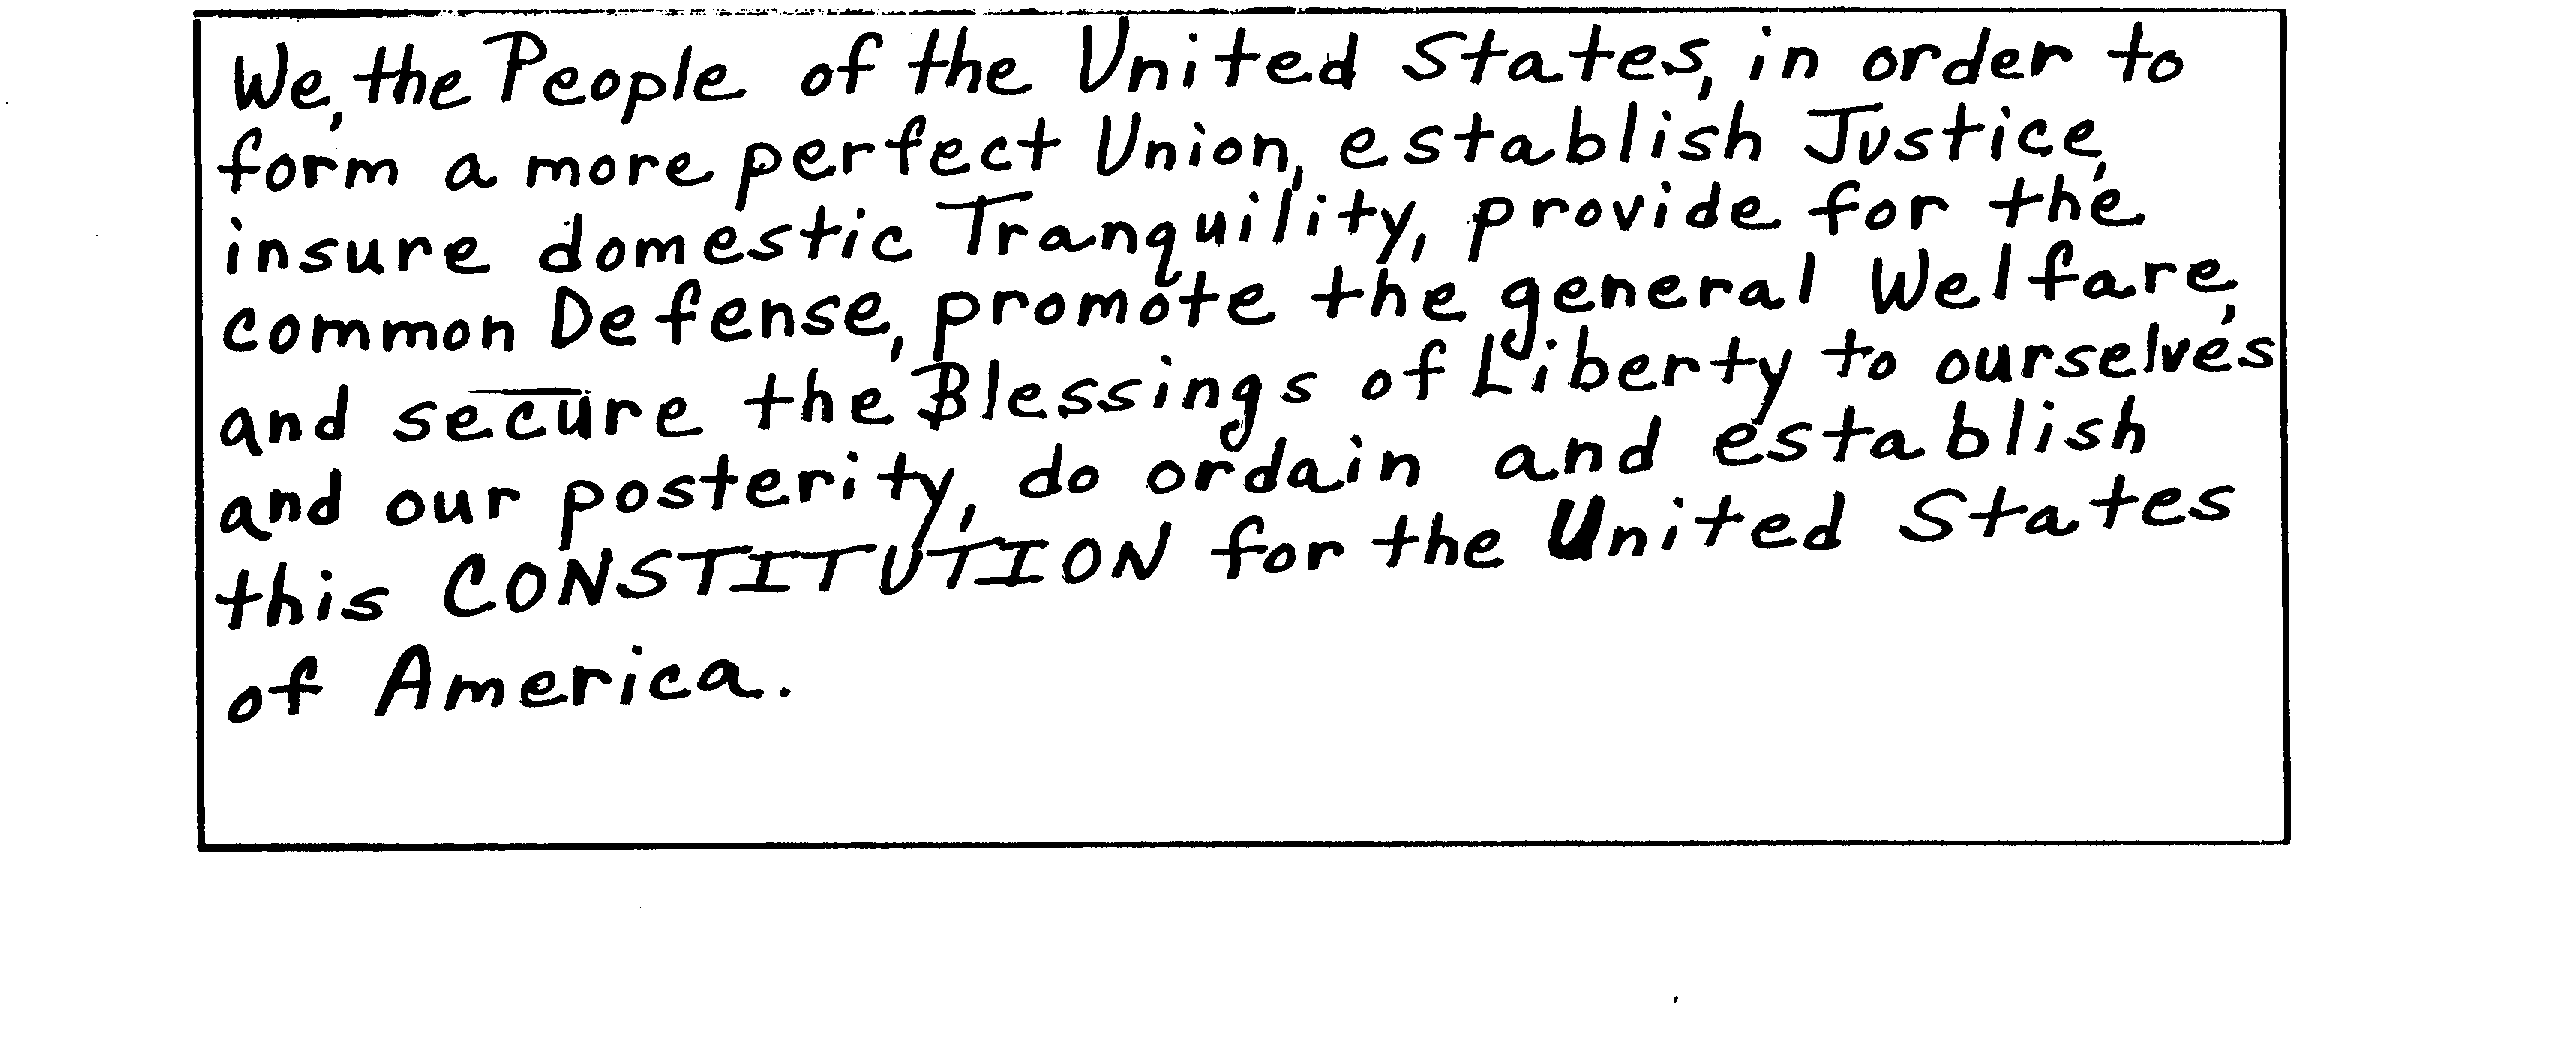 We, the People of the United States, in order to
form a more perfect Union, establish Justice,
insure domestic Tranquility, provide for the
common Defense, promote the general Welfare,
and secure the Blessings of Liberty to ourselves
and our posterity, do ordain and establish
this CONSTITUTION for the United States
of America.